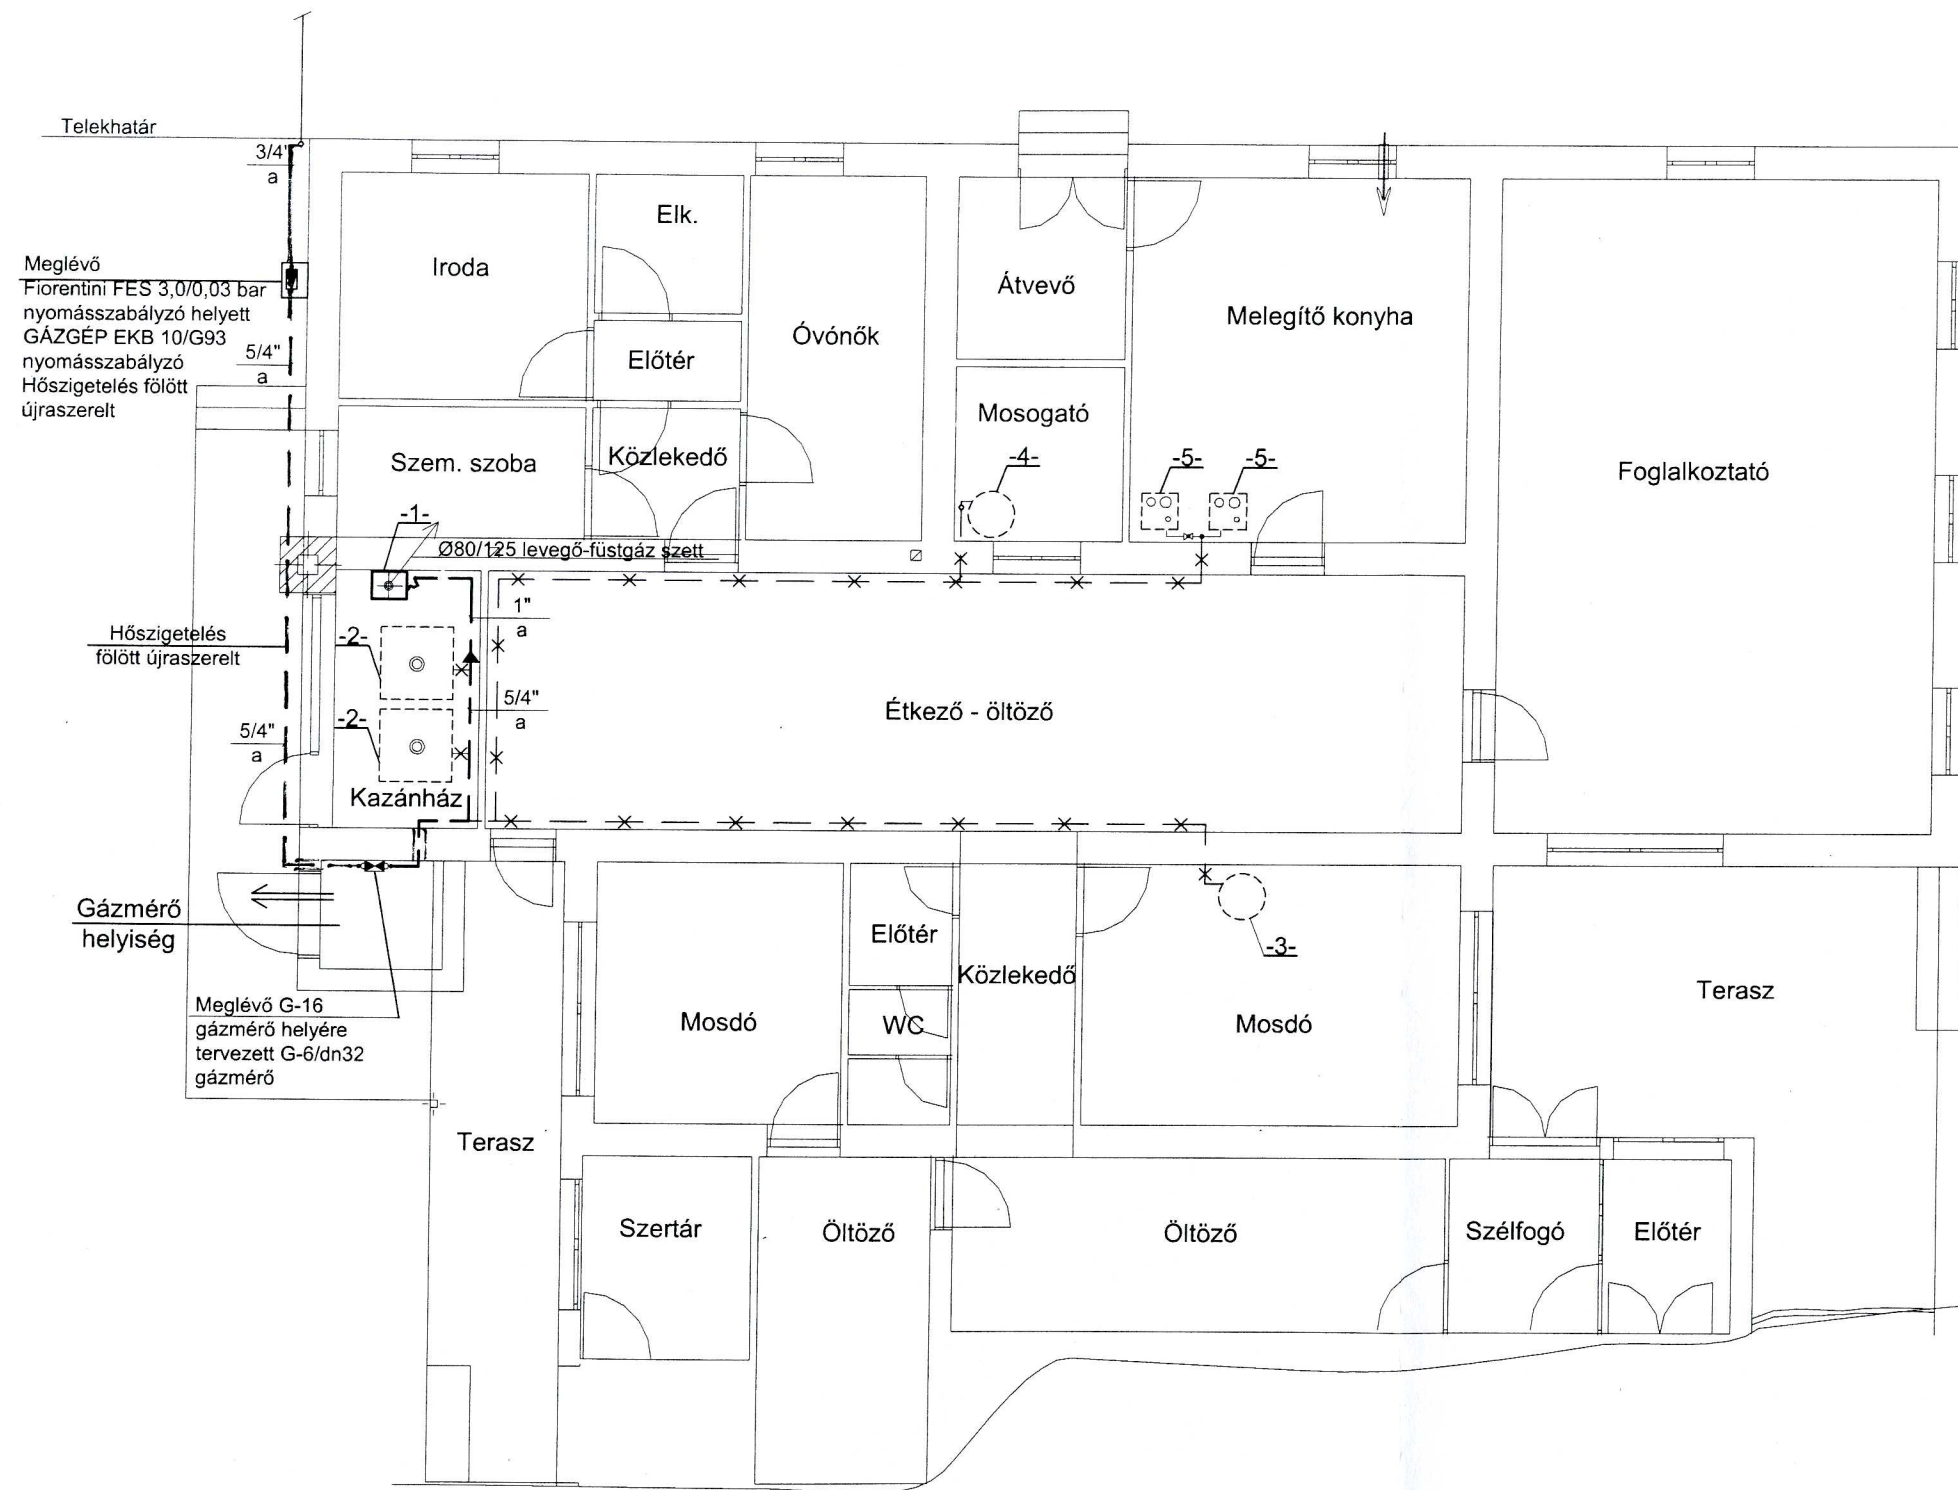 Telekhatár
3/4"
a
Meglévő
Fiorentini FES 3,0/0,03 bar
nyomásszabályzó helyett
GÁZGÉP EKB 10/G93
nyomásszabályzó
Hőszigetelés fölött
újraszerelt
5/4"
a
Iroda
Elk.
Előtér
Óvónők
Átvevő
Melegítő konyha
Mosogató
-4-
-5-
-5-
Foglalkoztató
Szem. szoba
Közlekedő
-1-
Ø80/125 levegő-füstgáz szett
1"
a
Hőszigetelés
fölött újraszerelt
-2-
-2-
5/4"
a
5/4"
a
Étkező - öltöző
Kazánház
Gázmérő
helyiség
Meglévő G-16
gázmérő helyére
tervezett G-6/dn32
gázmérő
Előtér
-3-
Közlekedő
Mosdó
WC
Mosdó
Terasz
Terasz
Szertár
Öltöző
Öltöző
Szélfogó
Előtér